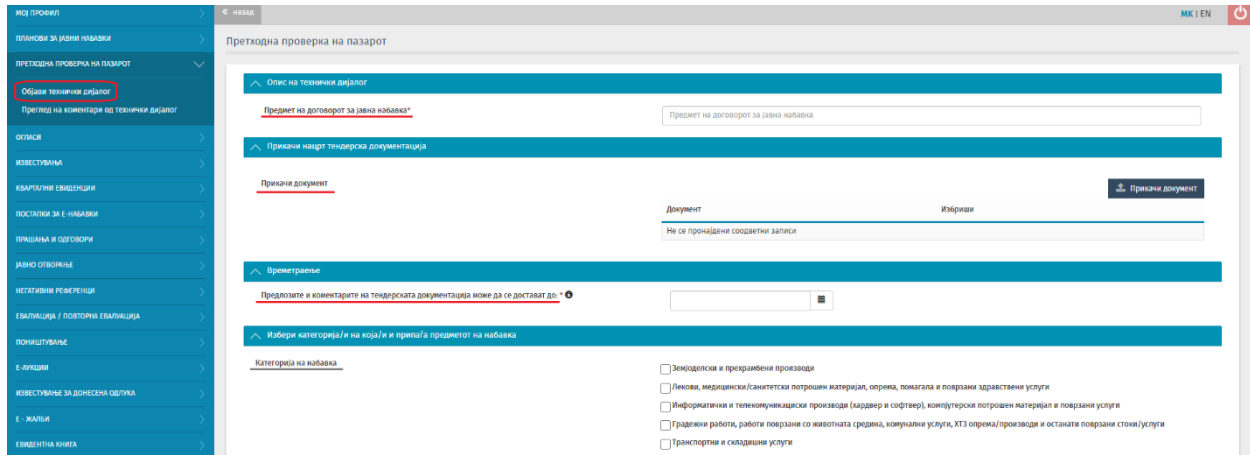 МОЈ ПРОФИЛ
ПЛАНОВИ ЗА ЈАВНИ НАБАВКИ
ПРЕТХОДНА ПРОВЕРКА НА ПАЗАРОТ
Објави технички дијалог
Преглед на коментари од технички дијалог
ОГЛАСИ
ИЗВЕСТУВАЊА
КВАРТАЛНИ ЕВИДЕНЦИИ
ПОСТАПКИ ЗА Е-НАБАВКИ
ПРАШАЊА И ОДГОВОРИ
ЈАВНО ОТВОРАЊЕ
НЕГАТИВНИ РЕФЕРЕНЦИ
ЕВАЛУАЦИЈА / ПОВТОРНА ЕВАЛУАЦИЈА
ПОНИШТУВАЊЕ
Е-АУКЦИИ
ИЗВЕСТУВАЊЕ ЗА ДОНЕСЕНА ОДЛУКА
Е - ЖАЛБИ
ЕВИДЕНТНА КНИГА
« назад
МК | EN
Претходна проверка на пазарот
Опис на технички дијалог
Предмет на договорот за јавна набавка*
Предмет на договорот за јавна набавка
Прикачи нацрт тендерска документација
Прикачи документ
Прикачи документ
Документ Избриши
Не се пронајдени соодветни записи
Времетраење
Предлозите и коментарите на тендерската документација може да се достават до: *
Избери категорија/и на која/и и припаѓа предметот на набавка
Категорија на набавка
Земјоделски и прехрамбени производи
Лекови, медицински/санитетски потрошен материјал, опрема, помагала и поврзани здравствени услуги
Информатички и телекомуникациски производи (хардвер и софтвер), компјутерски потрошен материјал и поврзани услуги
Градежни работи, работи поврзани со животната средина, комунални услуги, ХТЗ опрема/производи и останати поврзани стоки/услуги
Транспортни и складишни услуги